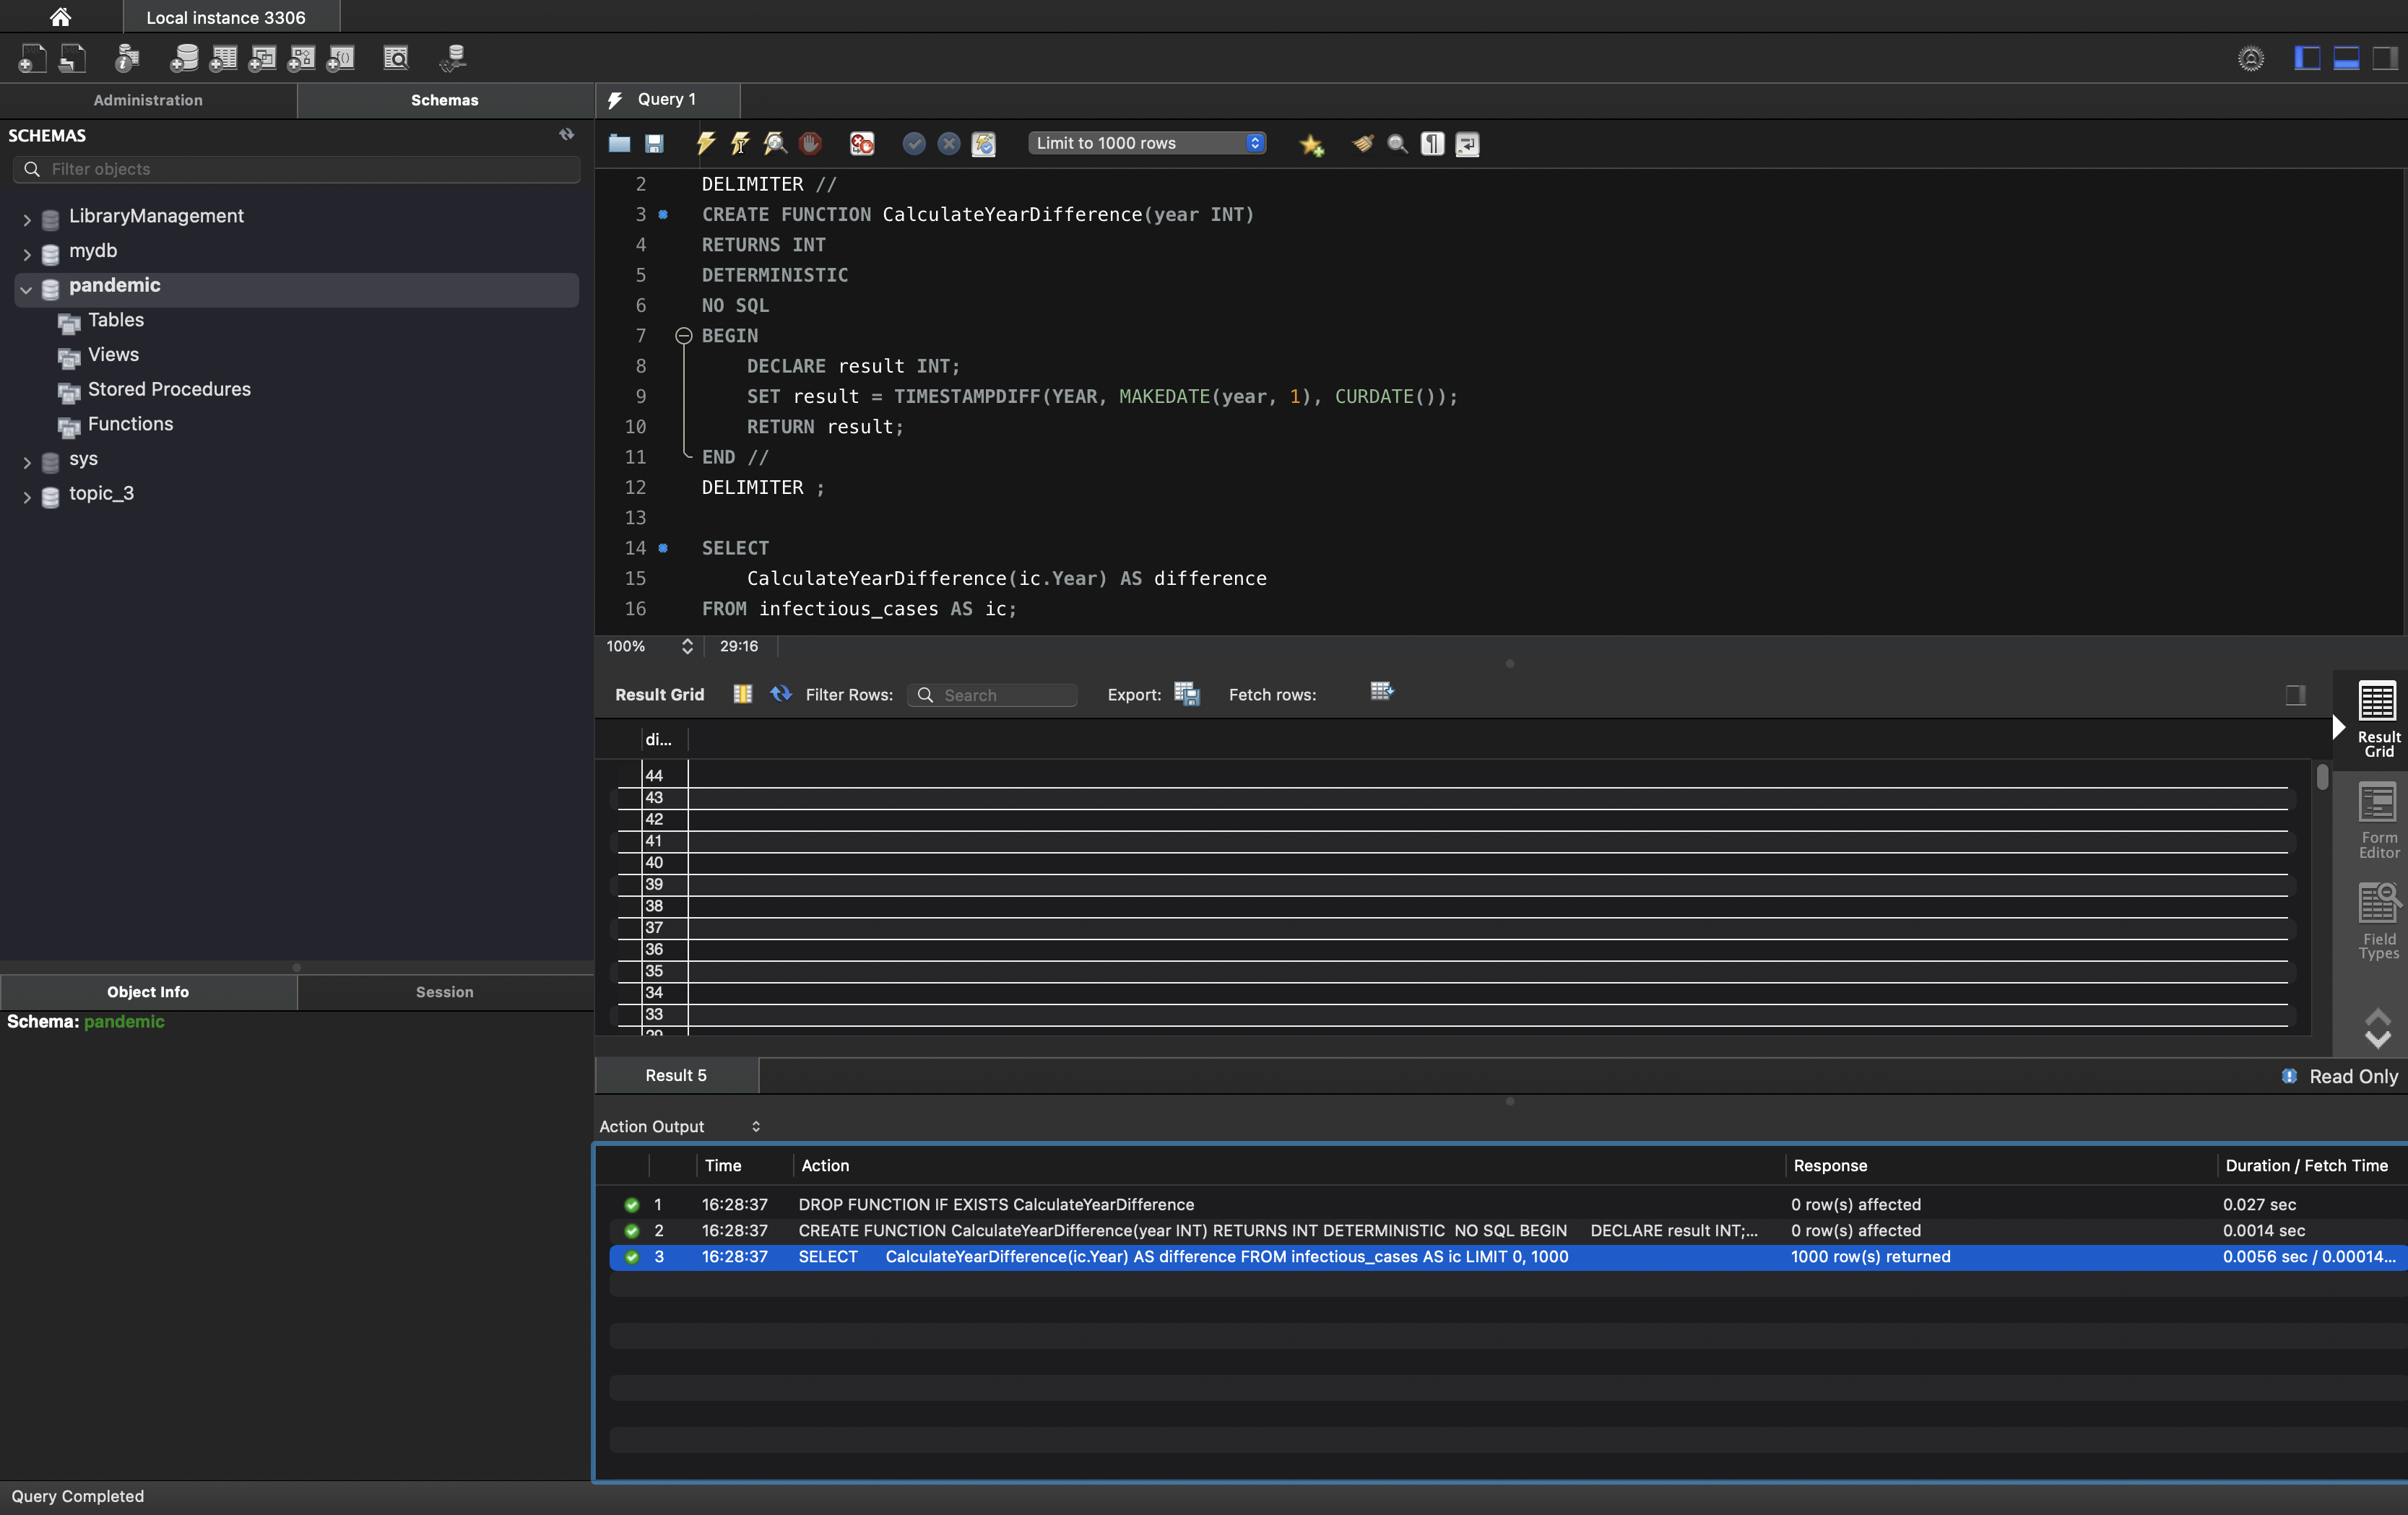 Local instance 3306
Administration
Schemas
Query 1
SCHEMAS
Filter objects
Limit to 1000 rows
LibraryManagement
mydb
pandemic
Tables
Views
Stored Procedures
Functions
sys
topic_3
2 DELIMITER //
3 CREATE FUNCTION CalculateYearDifference(year INT)
4 RETURNS INT
5 DETERMINISTIC
6 NO SQL
7 BEGIN
8 DECLARE result INT;
9 SET result = TIMESTAMPDIFF(YEAR, MAKEDATE(year, 1), CURDATE());
10 RETURN result;
11 END //
12 DELIMITER ;
13
14 SELECT
15 CalculateYearDifference(ic.Year) AS difference
16 FROM infectious_cases AS ic;
100% 29:16
Result Grid Filter Rows: Search Export: Fetch rows:
di...
44
43
42
41
40
39
38
37
36
35
34
33
Result Grid
Form Editor
Field Types
Object Info
Session
Schema: pandemic
Result 5
Read Only
Action Output
Time Action Response Duration / Fetch Time
1 16:28:37 DROP FUNCTION IF EXISTS CalculateYearDifference 0 row(s) affected 0.027 sec
2 16:28:37 CREATE FUNCTION CalculateYearDifference(year INT) RETURNS INT DETERMINISTIC NO SQL BEGIN DECLARE result INT;... 0 row(s) affected 0.0014 sec
3 16:28:37 SELECT CalculateYearDifference(ic.Year) AS difference FROM infectious_cases AS ic LIMIT 0, 1000 1000 row(s) returned 0.0056 sec / 0.00014...
Query Completed